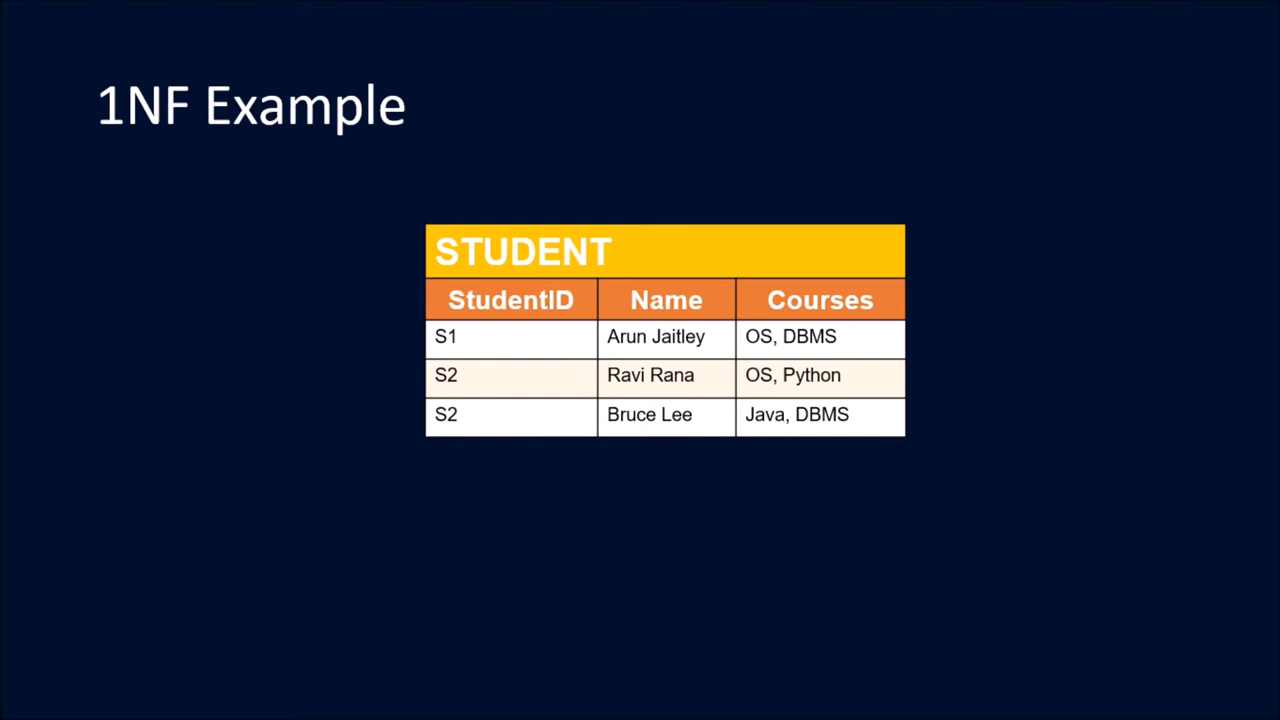 1NF Example
STUDENT
StudentID Name Courses
S1 Arun Jaitley OS, DBMS
S2 Ravi Rana OS, Python
S2 Bruce Lee Java, DBMS